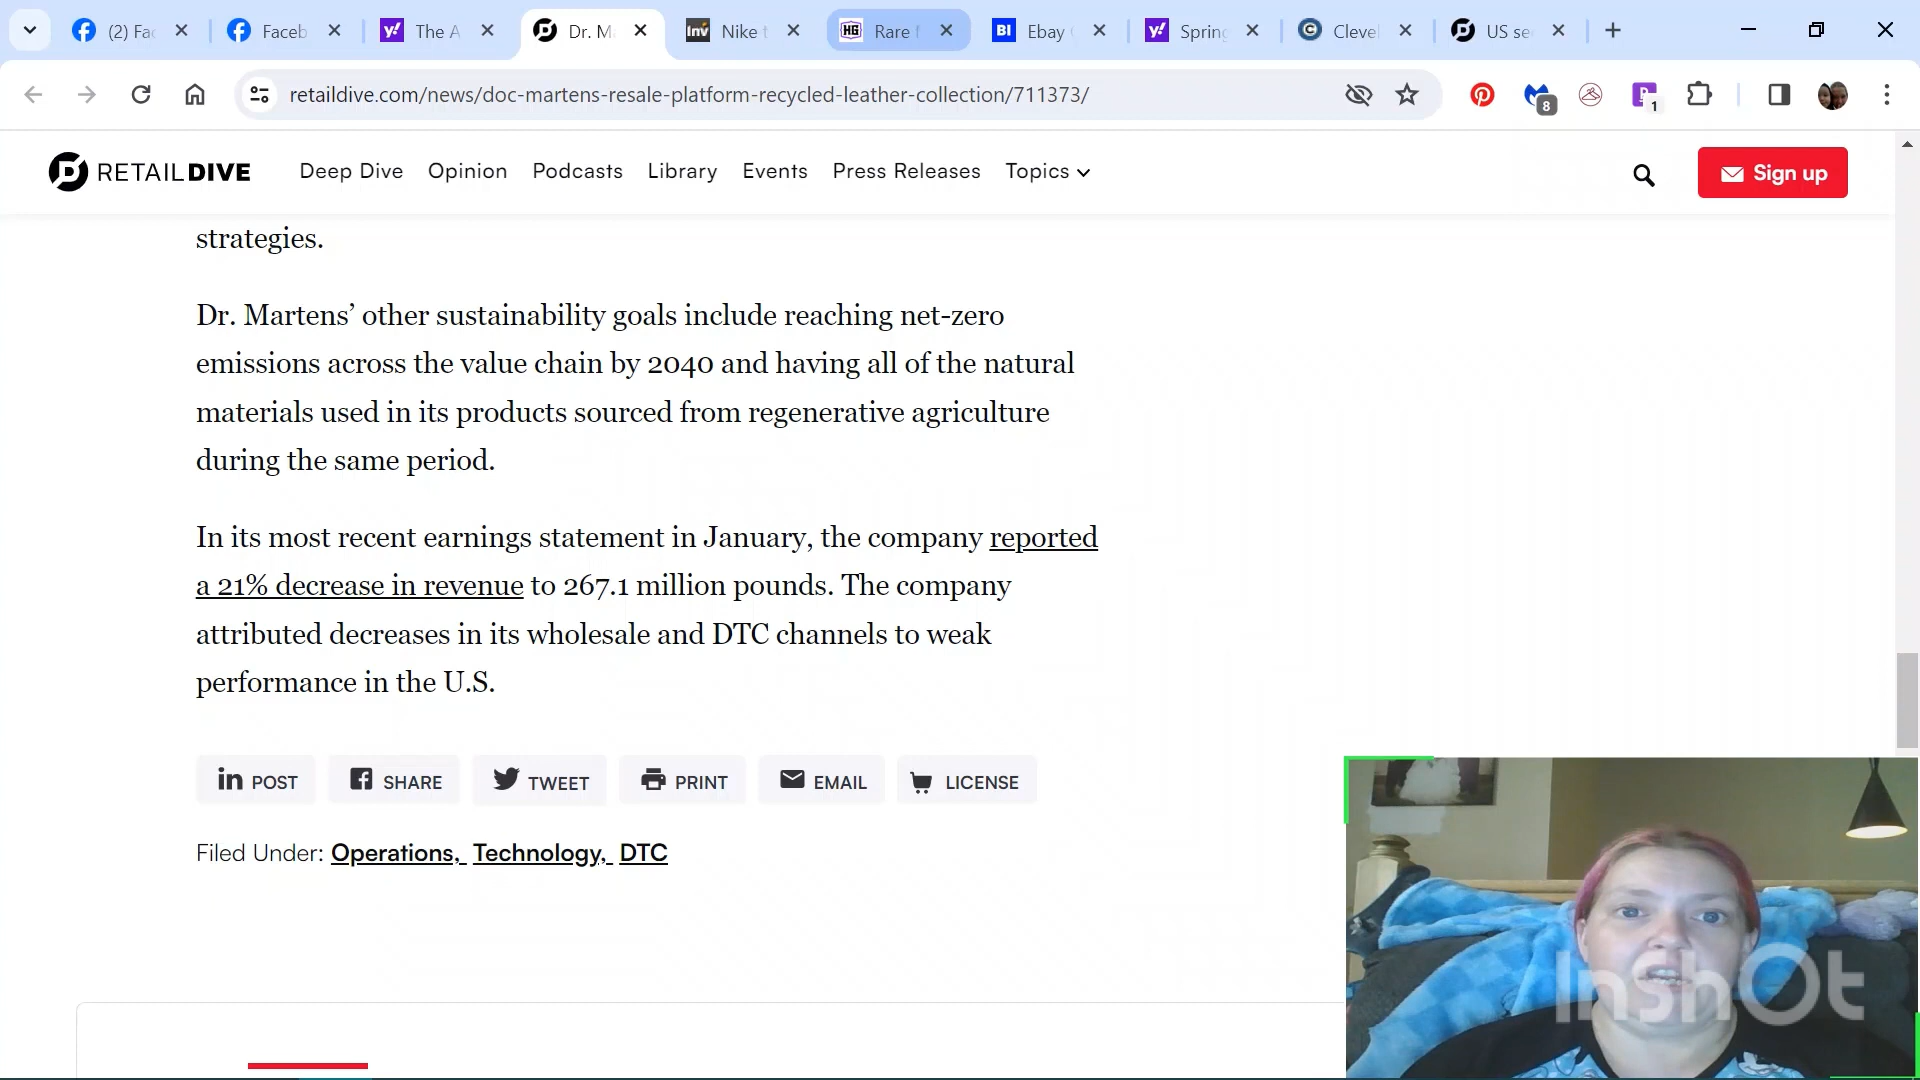 (2) Fac
Faceb
The A
Dr. Ma
Nike t
Rare f
Ebay
Spring
Clevel
US se
retaildive.com/news/doc-martens-resale-platform-recycled-leather-collection/711373/
8
1
RETAILDIVE
Deep Dive
Opinion
Podcasts
Library
Events
Press Releases
Topics
Sign up
strategies.
Dr. Martens’ other sustainability goals include reaching net-zero
emissions across the value chain by 2040 and having all of the natural
materials used in its products sourced from regenerative agriculture
during the same period.
In its most recent earnings statement in January, the company reported
a 21% decrease in revenue to 267.1 million pounds. The company
attributed decreases in its wholesale and DTC channels to weak
performance in the U.S.
POST
SHARE
TWEET
PRINT
EMAIL
LICENSE
Filed Under: Operations, Technology, DTC
InShOt